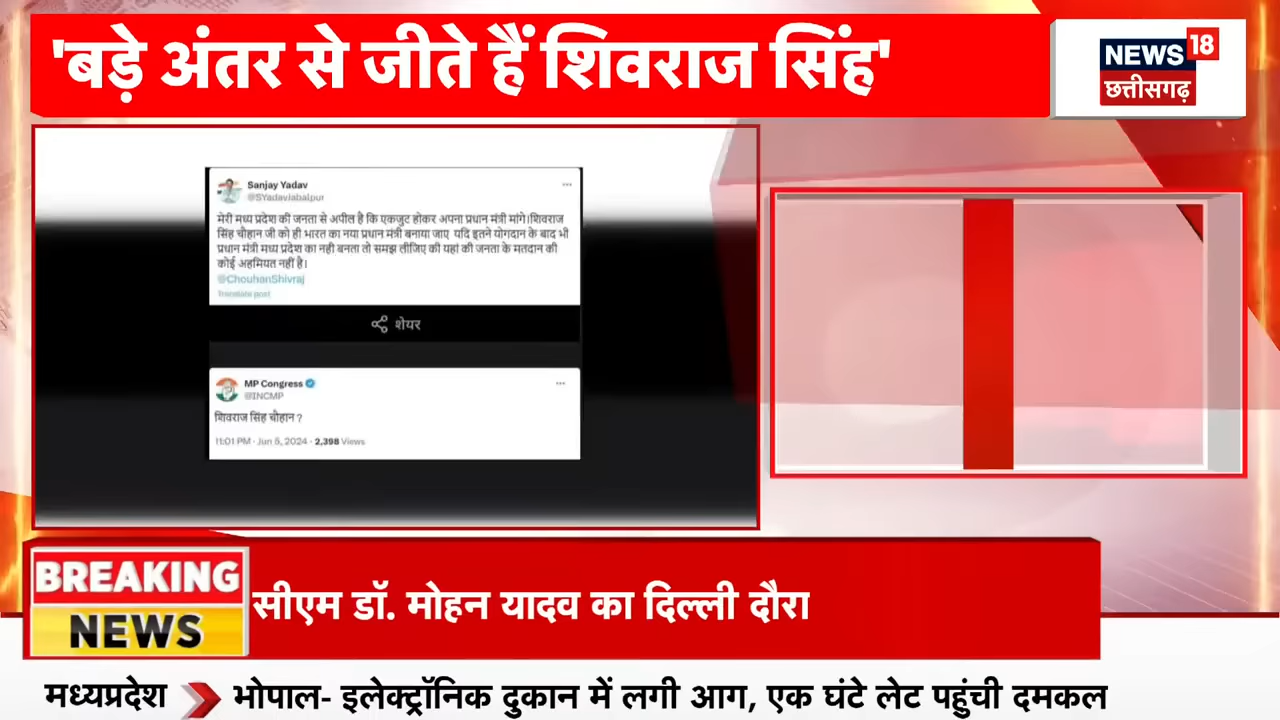 'बड़े अंतर से जीते हैं शिवराज सिंह'
NEWS 18
छत्तीसगढ़
Sanjay Yadav
@SYadavJabalpur
मेरी मध्य प्रदेश की जनता से अपील है कि एकजुट होकर अपना प्रधान मंत्री मांगे।शिवराज
सिंह चौहान जी को ही भारत का नया प्रधान मंत्री बनाया जाए यदि इतने योगदान के बाद भी
प्रधान मंत्री मध्य प्रदेश का नही बनता तो समझ लीजिए की यहां की जनता के मतदान की
कोई अहमियत नहीं है।
@ChouhanShivraj
Translate post
शेयर
MP Congress
@INCMP
शिवराज सिंह चौहान ?
11:01 PM · Jun 5, 2024 · 2,398 Views
BREAKING
NEWS
सीएम डॉ. मोहन यादव का दिल्ली दौरा
मध्यप्रदेश
भोपाल- इलेक्ट्रॉनिक दुकान में लगी आग, एक घंटे लेट पहुंची दमकल